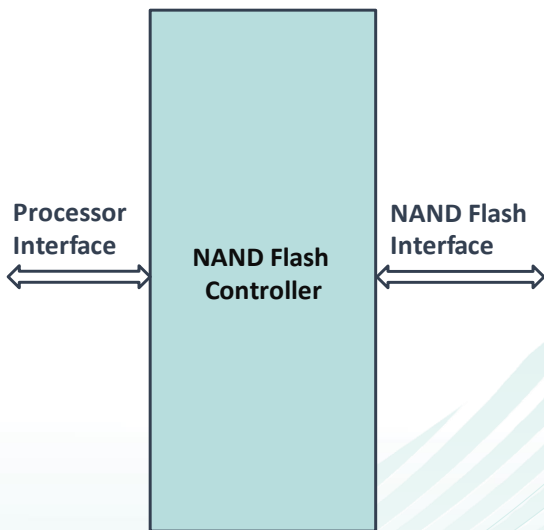 Processor
Interface
NAND Flash
Controller
NAND Flash
Interface